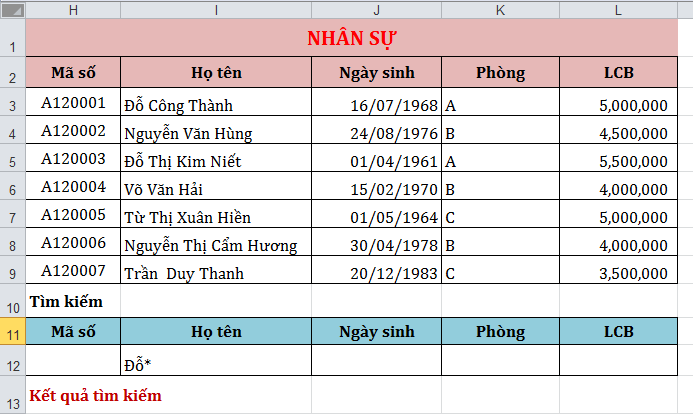 H I J K L
1 NHÂN SỰ
2 Mã số Họ tên Ngày sinh Phòng LCB
3 A120001 Đỗ Công Thành 16/07/1968 A 5,000,000
4 A120002 Nguyễn Văn Hùng 24/08/1976 B 4,500,000
5 A120003 Đỗ Thị Kim Niết 01/04/1961 A 5,500,000
6 A120004 Võ Văn Hải 15/02/1970 B 4,000,000
7 A120005 Từ Thị Xuân Hiền 01/05/1964 C 5,000,000
8 A120006 Nguyễn Thị Cẩm Hương 30/04/1978 B 4,000,000
9 A120007 Trần  Duy Thanh 20/12/1983 C 3,500,000
10 Tìm kiếm
11 Mã số Họ tên Ngày sinh Phòng LCB
12 Đỗ*
13 Kết quả tìm kiếm